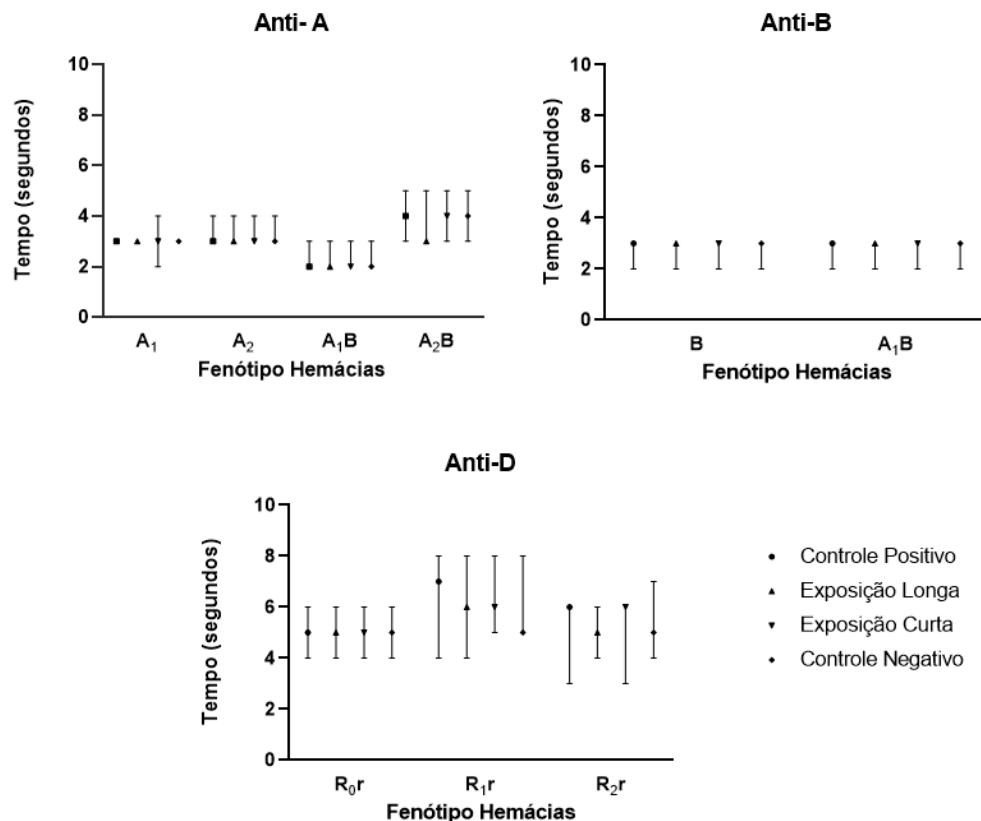 Anti- A
Tempo (segundos)
10
8
6
4
2
0
A₁ A₂ A₁B A₂B
Fenótipo Hemácias
Anti-B
Tempo (segundos)
10
8
6
4
2
0
B A₁B
Fenótipo Hemácias
Anti-D
Tempo (segundos)
10
8
6
4
2
0
R₀r R₁r R₂r
Fenótipo Hemácias
Controle Positivo
Exposição Longa
Exposição Curta
Controle Negativo